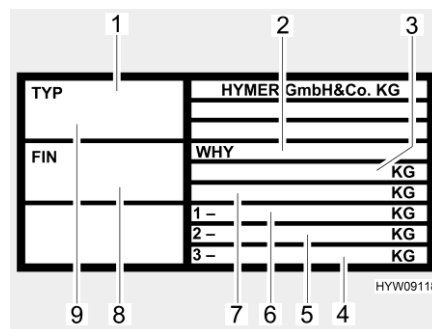 1
2
3
TYP
HYMER GmbH&Co. KG
FIN
WHY
KG
KG
1 – KG
2 – KG
3 – KG
HYW09118
9
8
7
6
5
4